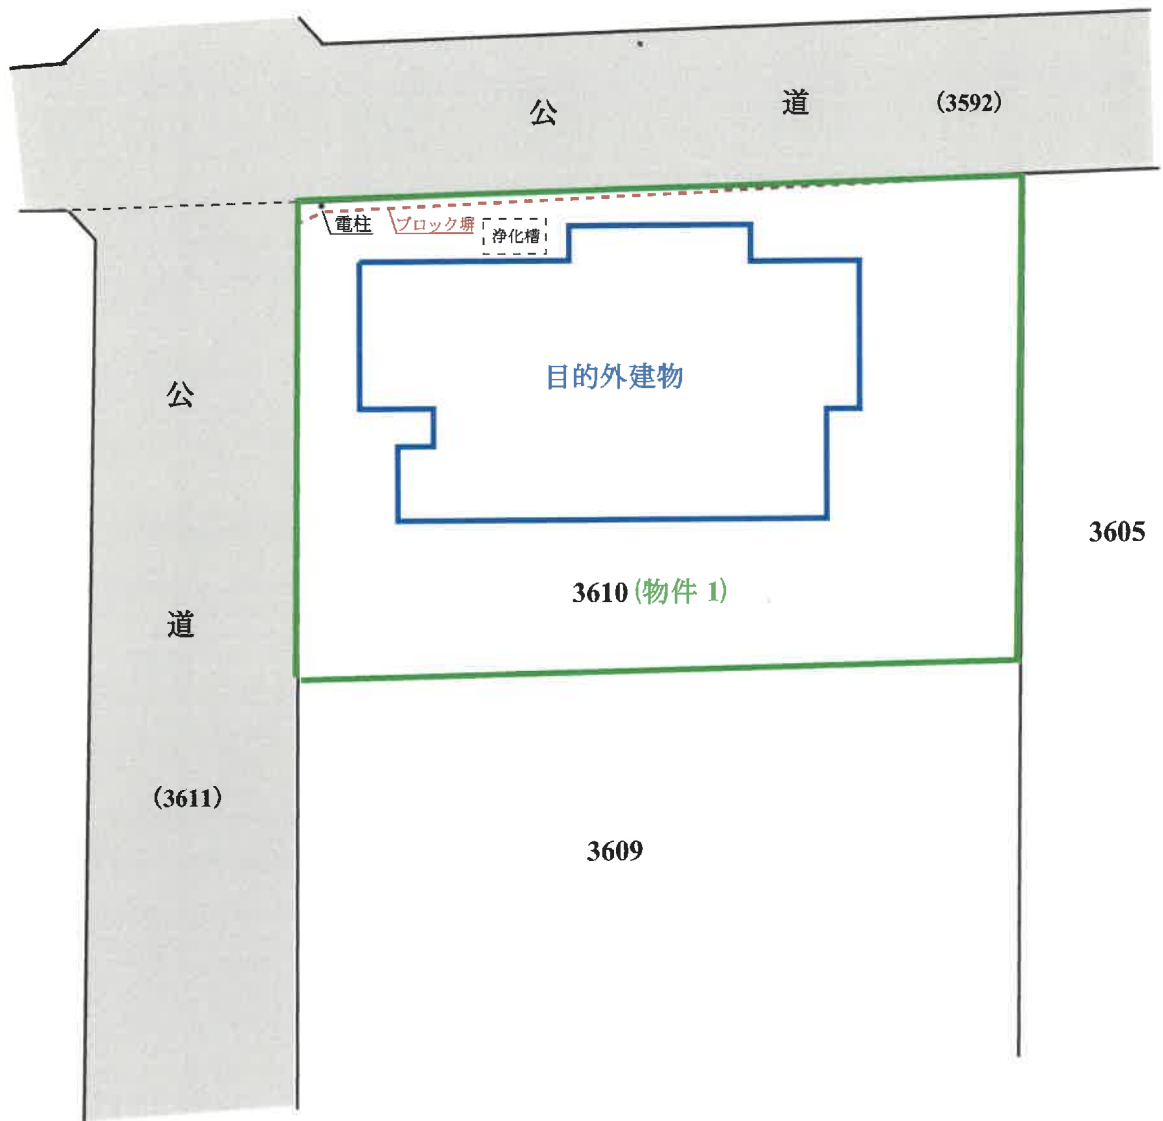 公 道 (3592)
電柱 ブロック塀 浄化槽
公
目的外建物
3605
3610 (物件 1)
道
(3611)
3609